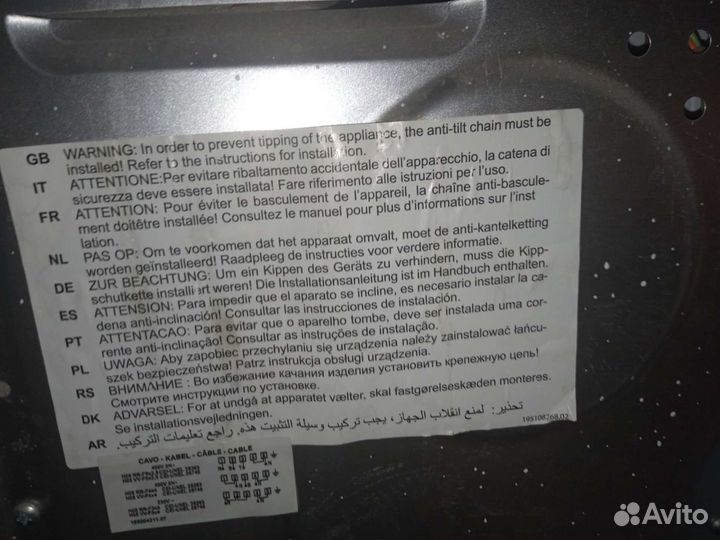 GB WARNING: In order to prevent tipping of the appliance, the anti-tilt chain must be
installed! Refer to the instructions for installation.
IT ATTENTIONE:Per evitare ribaltamento accidentale dell'apparecchio, la catena di
sicurezza deve essere installata! Fare riferimento alle istruzioni per l'uso.
FR ATTENTION: Pour éviter le basculement de l'appareil, la chaîne anti-bascule-
ment doitêtre installée! Consultez le manuel pour plus d'informations sur l'inst
lation.
NL PAS OP: Om te voorkomen dat het apparaat omvalt, moet de anti-kantelketting
worden geïnstalleerd! Raadpleeg de instructies voor verdere informatie.
DE ZUR BEACHTUNG: Um ein Kippen des Geräts zu verhindern, muss die Kipp-
schutkette installiert weren! Die Installationsanleitung ist im Handbuch enthalten.
ES ATTENSION: Para impedir que el aparato se incline, es necesario instalar la ca-
dena anti-inclinación! Consultar las instrucciones de instalación.
PT ATTENTACAO: Para evitar que o aparelho tombe, deve ser instalada uma cor-
rente anti-inclinação! Consultar as instruções de instalação.
PL UWAGA: Aby zapobiec przechylaniu się urządzenia należy zainstalować łańcu-
szek bezpieczeństwa! Patrz instrukcja obsługi urządzenia.
RS ВНИМАНИЕ : Во избежание качания изделия установить крепежную цепь!
Смотрите инструкции по установке.
DK ADVARSEL: For at undgå at apparatet vælter, skal fastgørelseskæden monteres.
Se installationsvejledningen.
AR تحذير: لمنع انقلاب الجهاز، يجب تركيب وسيلة التثبيت هذه. راجع تعليمات التركيب.
195108268.02
CAVO - KABEL - CÂBLE - CABLE
400V 3N~
400V 2N~
230V ~
Avito